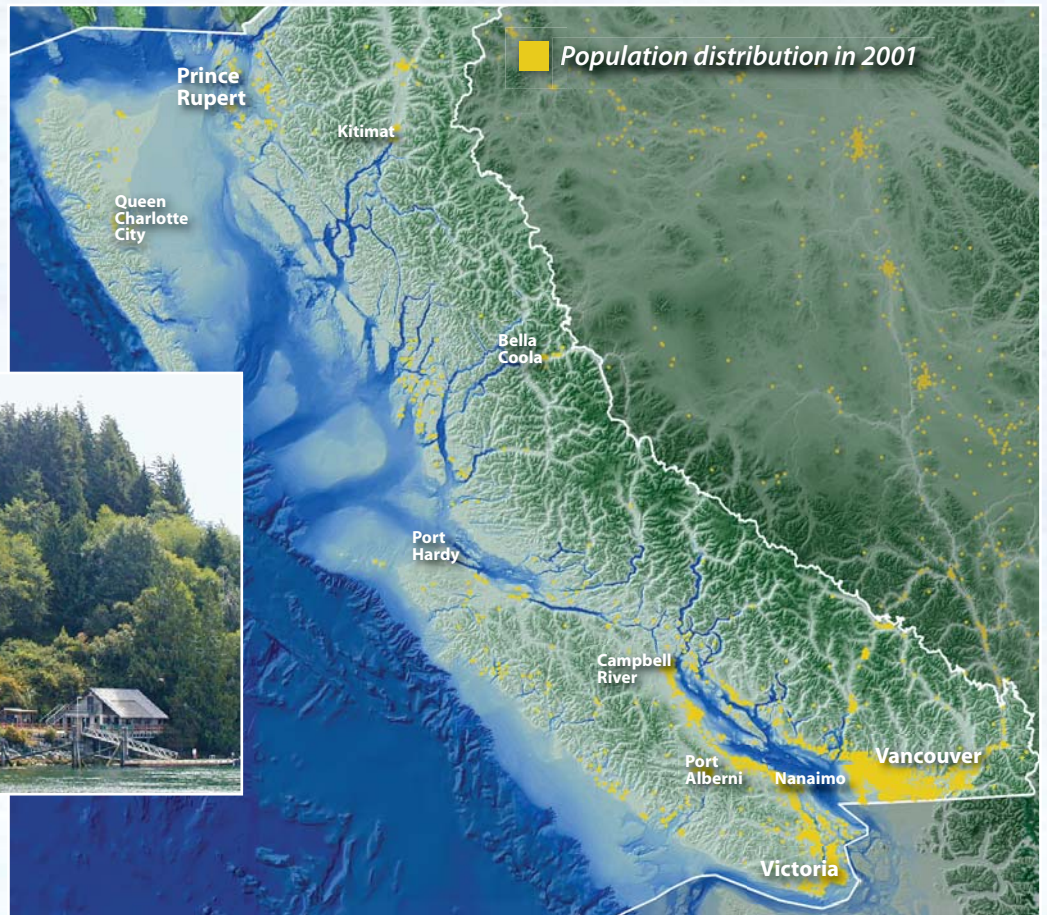 Population distribution in 2001
Prince
Rupert
Kitimat
Queen
Charlotte
City
Bella
Coola
Port
Hardy
Campbell
River
Port
Alberni
Nanaimo
Vancouver
Victoria